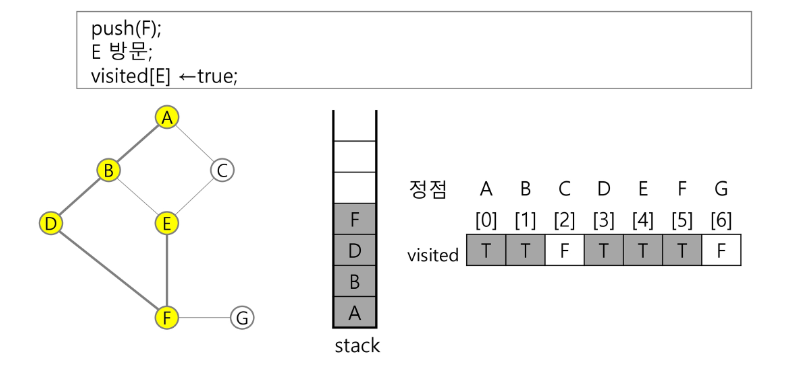 push(F);
E 방문;
visited[E] ←true;
A
B
C
D
E
F
G
F
D
B
A
stack
정점 A B C D E F G
[0] [1] [2] [3] [4] [5] [6]
visited T T F T T T F